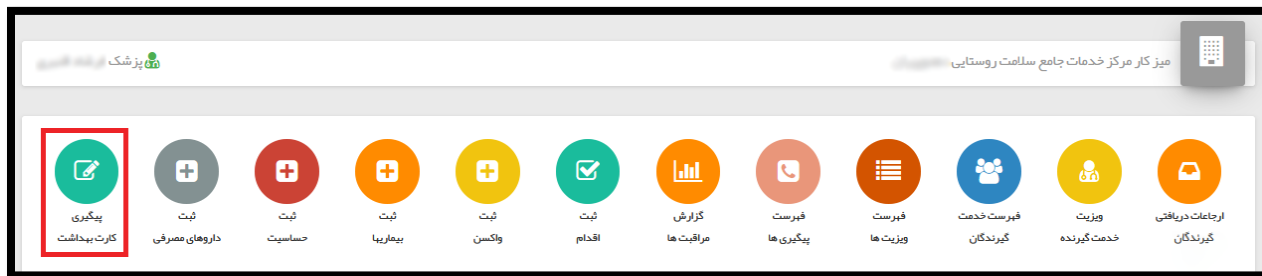 میز کار مرکز خدمات جامع سلامت روستایی
پزشک
ارجاعات دریافتی
گیرندگان
ویزیت
خدمت گیرنده
فهرست خدمت
گیرندگان
فهرست
ویزیت ها
فهرست
پیگیری ها
گزارش
مراقبت ها
ثبت
اقدام
ثبت
واکسن
ثبت
بیماریها
ثبت
حساسیت
ثبت
داروهای مصرفی
پیگیری
کارت بهداشت